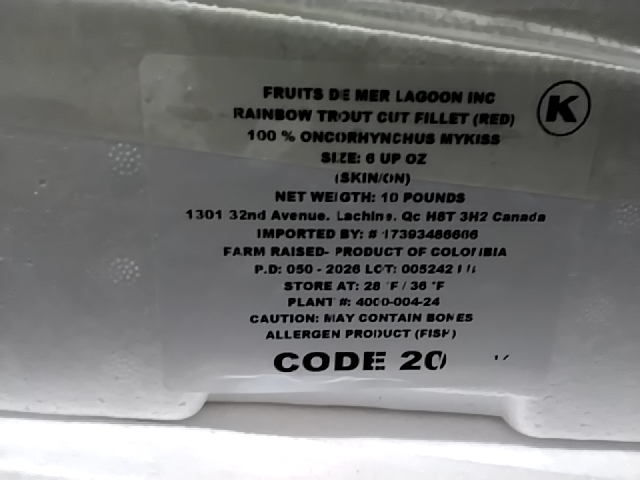 FRUITS DE MER LAGOON INC
K
RAINBOW TROUT CUT FILLET (RED)
100 % ONCORHYNCHUS MYKISS
SIZE: 6 UP OZ
(SKIN/ON)
NET WEIGTH: 10 POUNDS
1301 32nd Avenue. Lachine. Qc H8T 3H2 Canada
IMPORTED BY: # 17393486606
FARM RAISED- PRODUCT OF COLOMBIA
P.D: 050 - 2026 LOT:
STORE AT: 28 °F / 36 °F
PLANT #: 4000-004-24
CAUTION: MAY CONTAIN BONES
ALLERGEN PRODUCT (FISH)
CODE 20